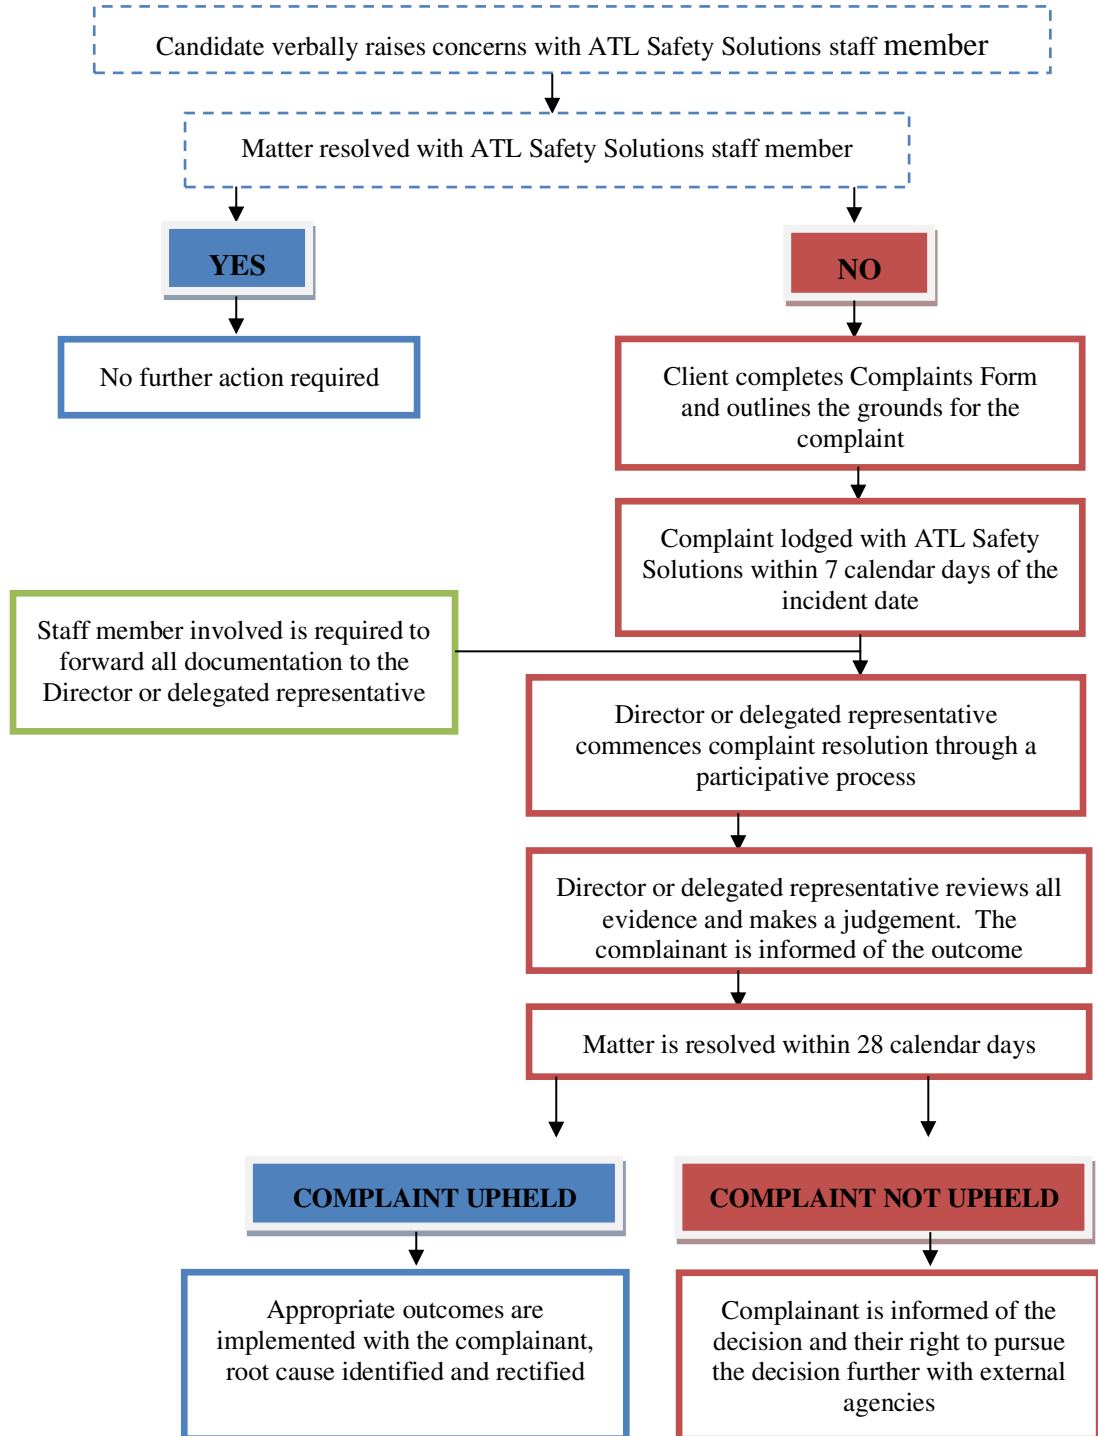 Candidate verbally raises concerns with ATL Safety Solutions staff member
Matter resolved with ATL Safety Solutions staff member
YES
NO
No further action required
Client completes Complaints Form
and outlines the grounds for the
complaint
Complaint lodged with ATL Safety
Solutions within 7 calendar days of the
incident date
Staff member involved is required to
forward all documentation to the
Director or delegated representative
Director or delegated representative
commences complaint resolution through a
participative process
Director or delegated representative reviews all
evidence and makes a judgement. The
complainant is informed of the outcome
Matter is resolved within 28 calendar days
COMPLAINT UPHELD
COMPLAINT NOT UPHELD
Appropriate outcomes are
implemented with the complainant,
root cause identified and rectified
Complainant is informed of the
decision and their right to pursue
the decision further with external
agencies